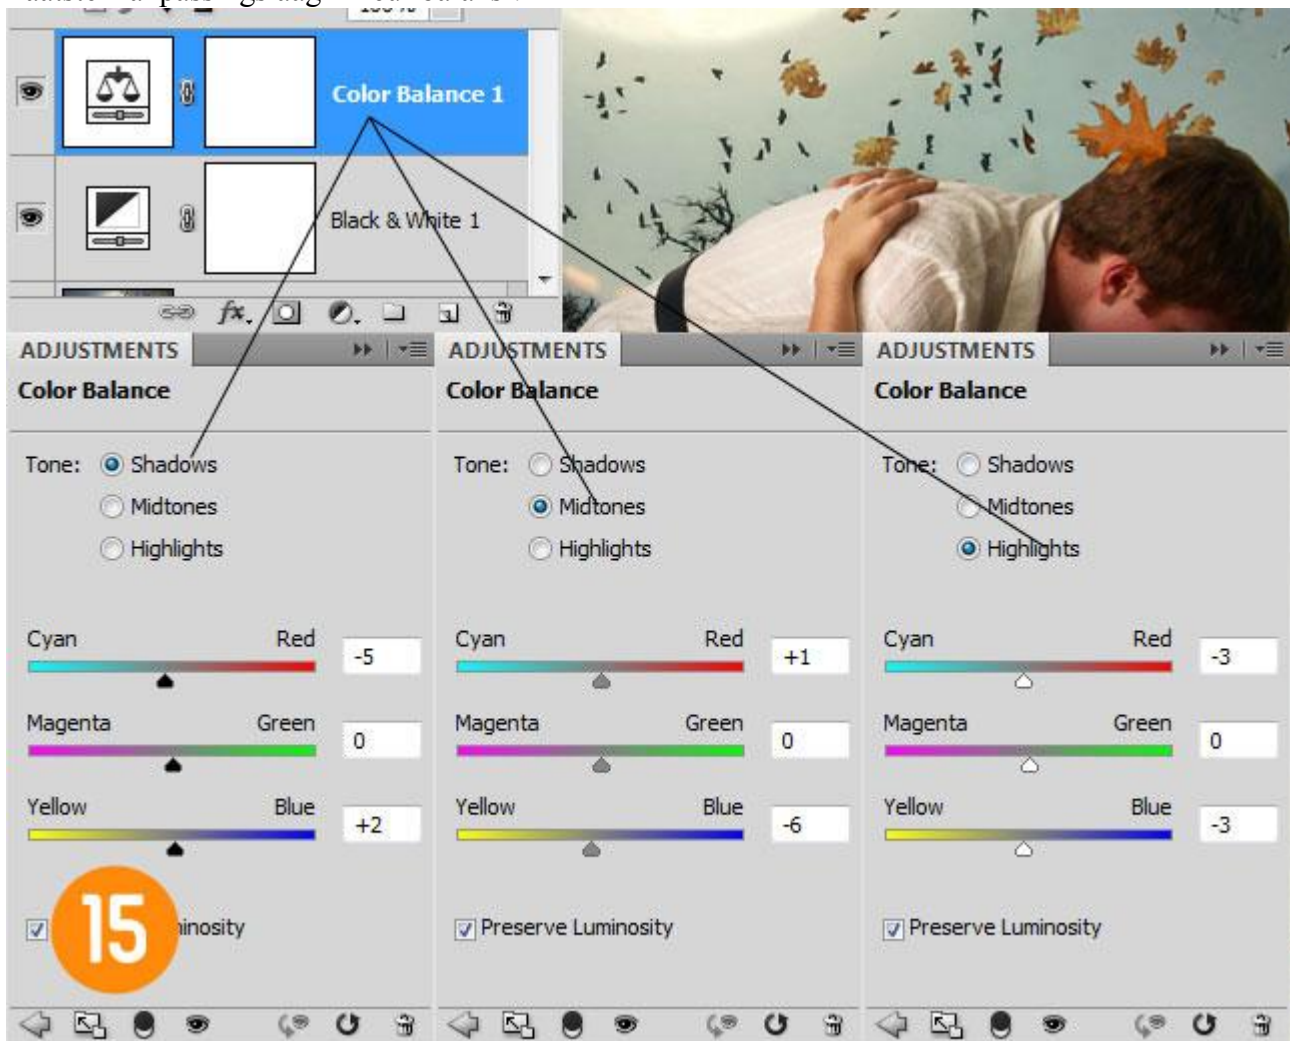 Color Balance 1
Black & White 1
fx.
ADJUSTMENTS
Color Balance
Tone: Shadows
Midtones
Highlights
Cyan Red -5
Magenta Green 0
Yellow Blue +2
15
ADJUSTMENTS
Color Balance
Tone: Shadows
Midtones
Highlights
Cyan Red +1
Magenta Green 0
Yellow Blue -6
Preserve Luminosity
ADJUSTMENTS
Color Balance
Tone: Shadows
Midtones
Highlights
Cyan Red -3
Magenta Green 0
Yellow Blue -3
Preserve Luminosity